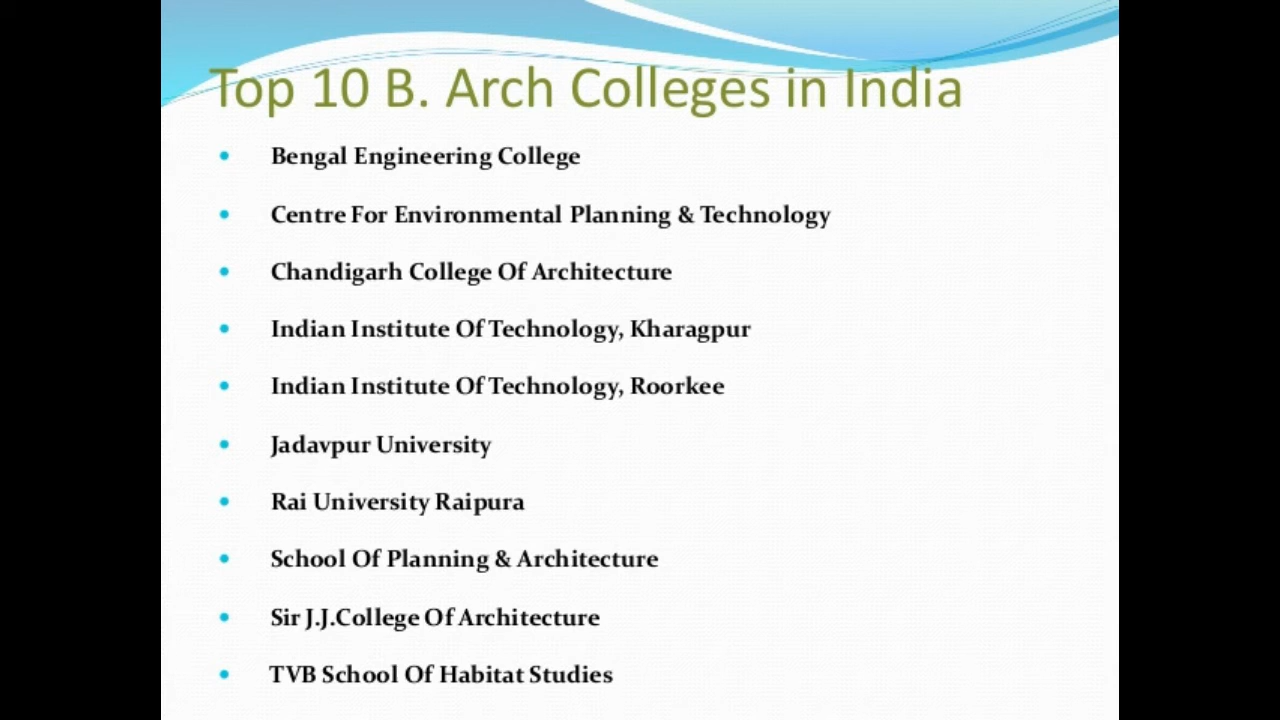 Top 10 B. Arch Colleges in India
• Bengal Engineering College
• Centre For Environmental Planning & Technology
• Chandigarh College Of Architecture
• Indian Institute Of Technology, Kharagpur
• Indian Institute Of Technology, Roorkee
• Jadavpur University
• Rai University Raipura
• School Of Planning & Architecture
• Sir J.J.College Of Architecture
• TVB School Of Habitat Studies